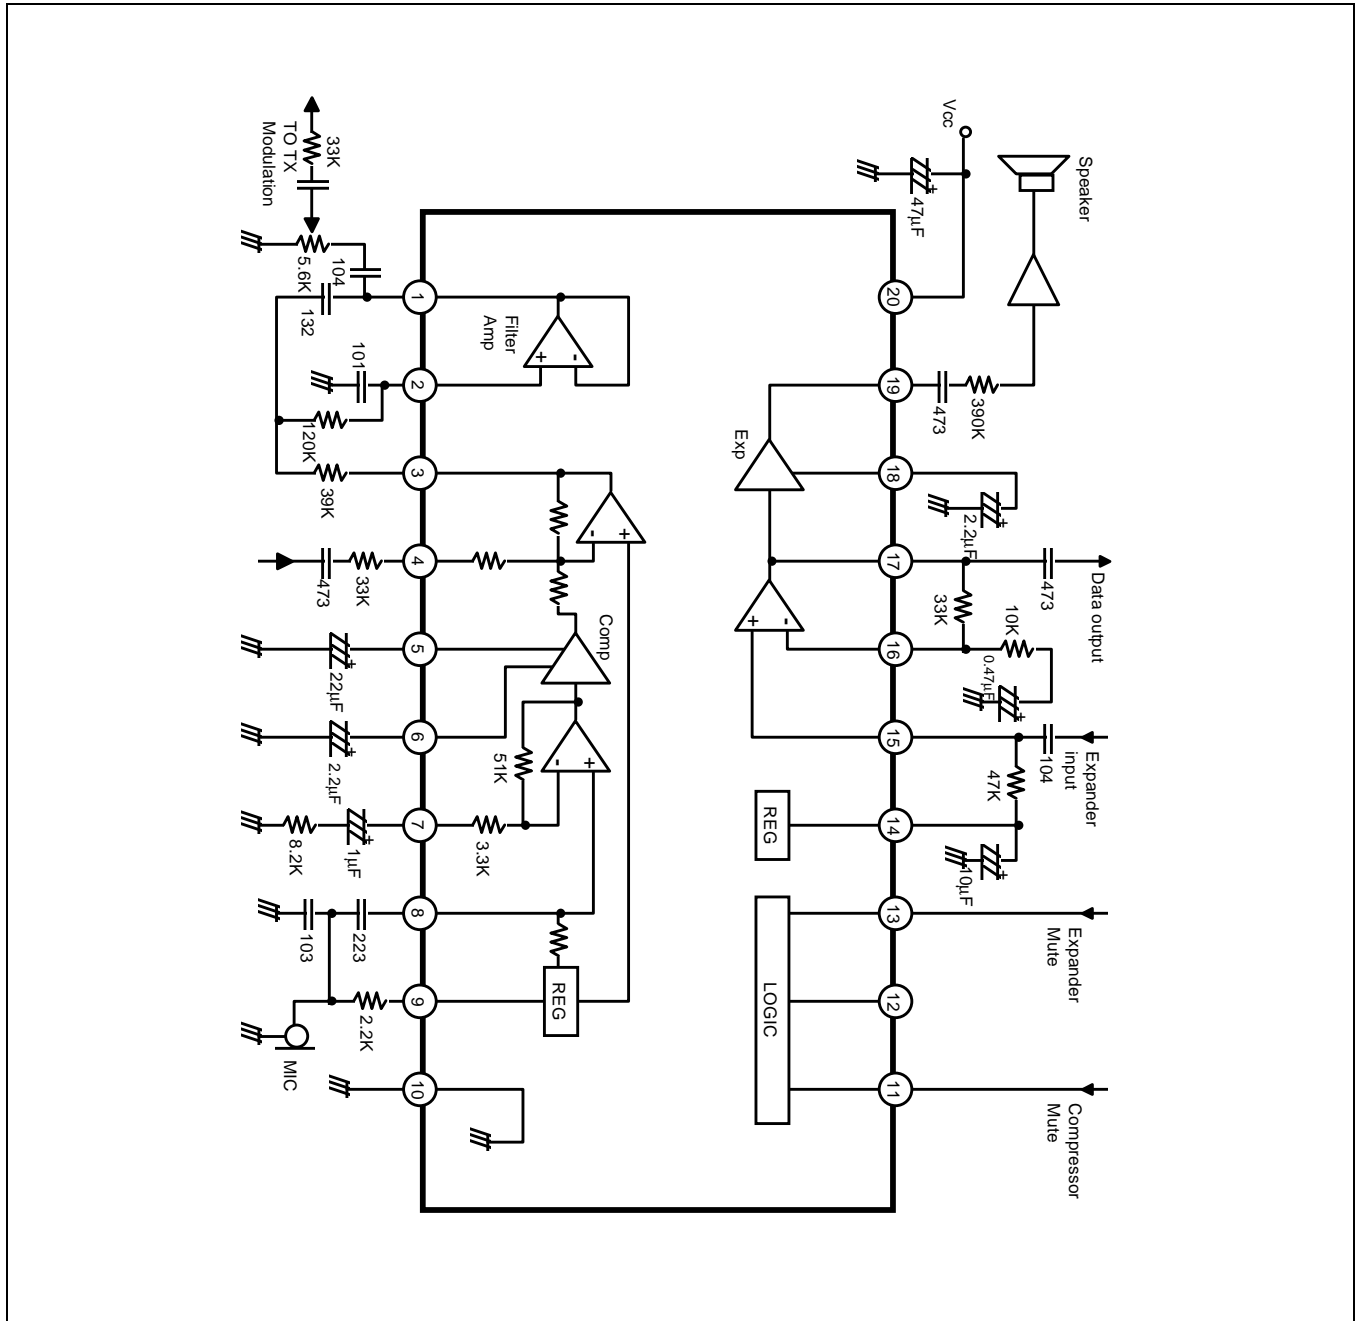 Speaker
Vcc
47µF
+
33K
TO TX
Modulation
5.6K
104
132
1
Filter
Amp
+
-
20
101
2
120K
19
473
390K
39K
3
Exp
18
2.2µF
+
473
33K
4
-
+
17
473
Data output
33K
10K
22µF
+
5
Comp
+
-
16
0.47µF
+
2.2µF
+
6
51K
-
+
15
104
Expander
input
47K
8.2K
1µF
+
7
3.3K
REG
14
10µF
+
103
223
8
13
Expander
Mute
MIC
2.2K
9
REG
LOGIC
12
10
11
Compressor
Mute